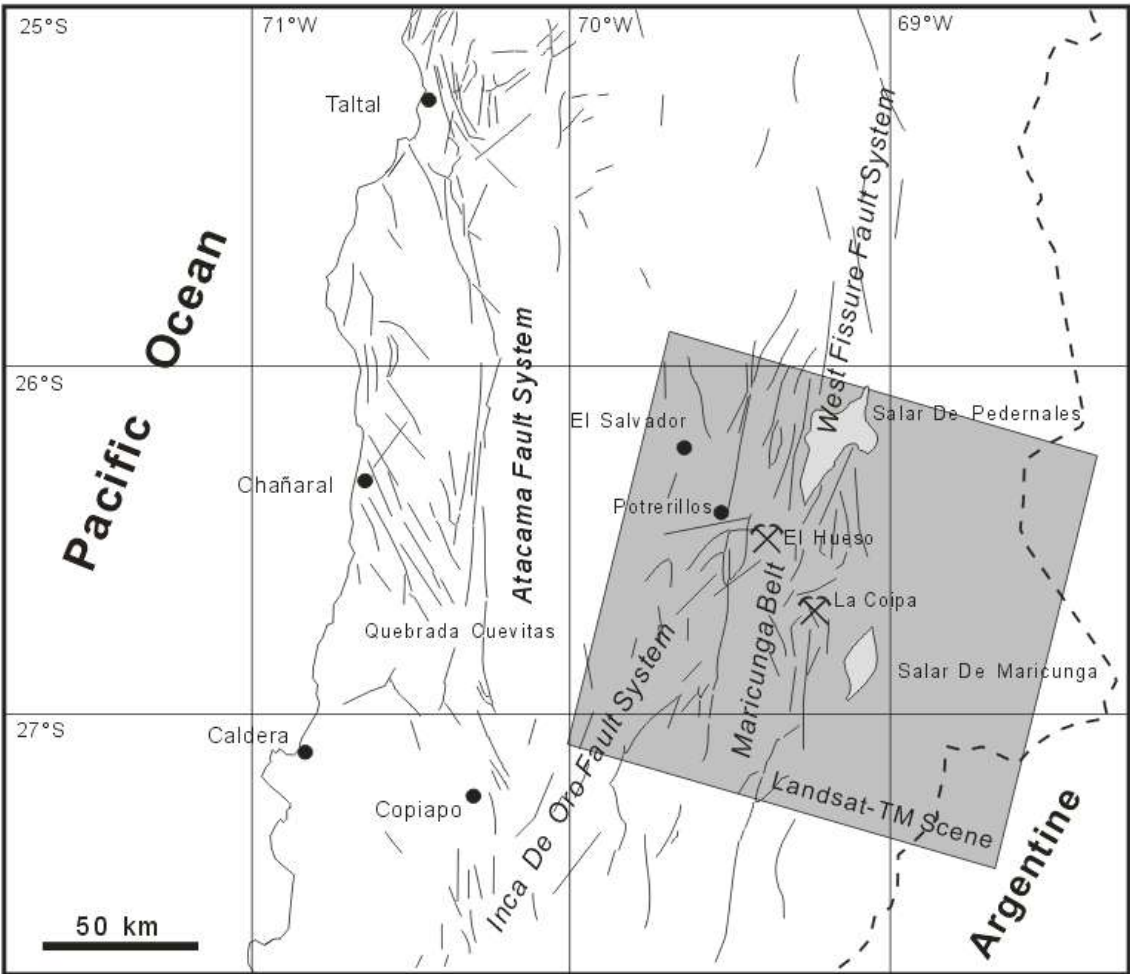 25°S
71°W
70°W
69°W
Taltal
West Fissure Fault System
Pacific Ocean
Atacama Fault System
26°S
El Salvador
Salar De Pedernales
Chañaral
Potrerillos
El Hueso
La Coipa
Quebrada Cuevitas
Maricunga Belt
Salar De Maricunga
27°S
Caldera
Inca De Oro Fault System
Landsat-TM Scene
Copiapo
Argentine
50 km